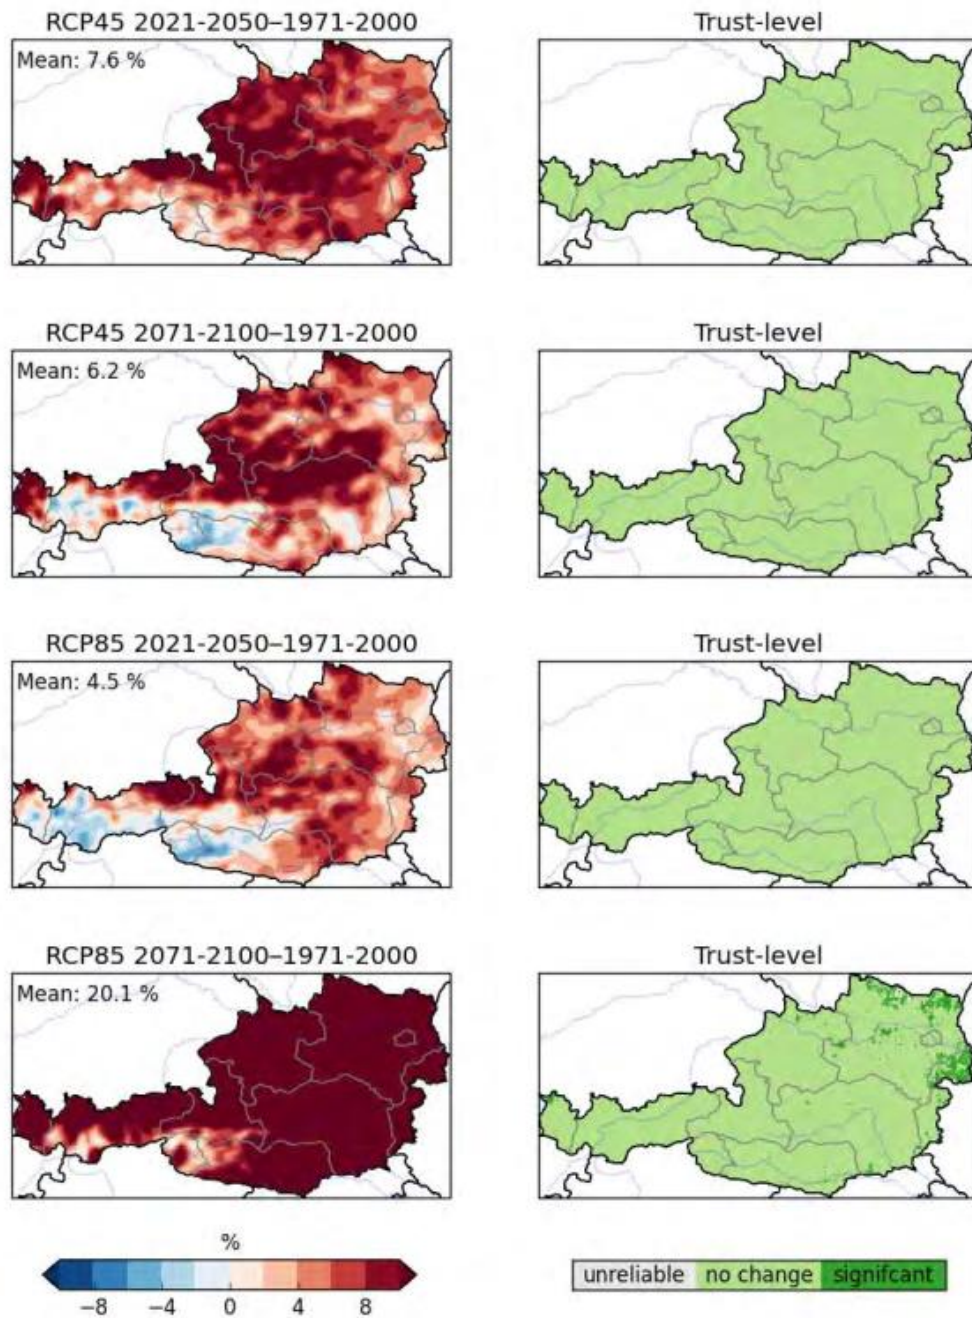 RCP45 2021-2050–1971-2000
Trust-level
Mean: 7.6 %
RCP45 2071-2100–1971-2000
Trust-level
Mean: 6.2 %
RCP85 2021-2050–1971-2000
Trust-level
Mean: 4.5 %
RCP85 2071-2100–1971-2000
Trust-level
Mean: 20.1 %
%
−8 −4 0 4 8
unreliable no change signifcant